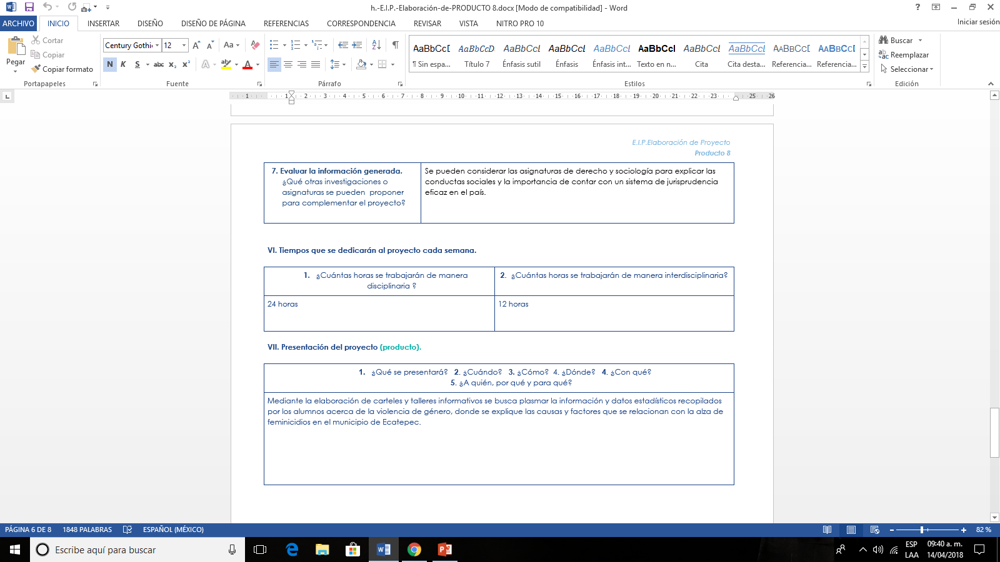 h.-E.I.P.-Elaboración-de-PRODUCTO 8.docx [Modo de compatibilidad] - Word
ARCHIVO INICIO INSERTAR DISEÑO DISEÑO DE PÁGINA REFERENCIAS CORRESPONDENCIA REVISAR VISTA NITRO PRO 10 Iniciar sesión
Pegar
Cortar
Copiar
Copiar formato
Portapapeles
Century Gothi 12
N K S abc x₂ x²
Fuente
Párrafo
AaBbCcD AaBbCcD AaBbCcL AaBbCcL AaBbCcL AaBbCcl AaBbCcL AaBbCcL AaBbCcD AaBbCcD
¶ Sin espa... Título 7 Énfasis sutil Énfasis Énfasis int... Texto en n... Cita Cita desta... Referencia... Referencia...
Estilos
Buscar
Reemplazar
Seleccionar
Edición
1 1 2 3 4 5 6 7 8 9 10 11 12 13 14 15 16 17 18 19 20 21 22 23 25 26
E.I.P.Elaboración de Proyecto
Producto 8
7. Evaluar la información generada.
¿Qué otras investigaciones o
asignaturas se pueden proponer
para complementar el proyecto?
Se pueden considerar las asignaturas de derecho y sociología para explicar las
conductas sociales y la importancia de contar con un sistema de jurisprudencia
eficaz en el país.
VI. Tiempos que se dedicarán al proyecto cada semana.
1. ¿Cuántas horas se trabajarán de manera
disciplinaria ?
2. ¿Cuántas horas se trabajarán de manera interdisciplinaria?
24 horas
12 horas
VII. Presentación del proyecto (producto).
1. ¿Qué se presentará? 2. ¿Cuándo? 3. ¿Cómo? 4. ¿Dónde? 4. ¿Con qué?
5. ¿A quién, por qué y para qué?
Mediante la elaboración de carteles y talleres informativos se busca plasmar la información y datos estadísticos recopilados
por los alumnos acerca de la violencia de género, donde se explique las causas y factores que se relacionan con la alza de
feminicidios en el municipio de Ecatepec.
PÁGINA 6 DE 8 1848 PALABRAS ESPAÑOL (MÉXICO) 82 %
Escribe aquí para buscar
ESP
LAA
09:40 a. m.
14/04/2018